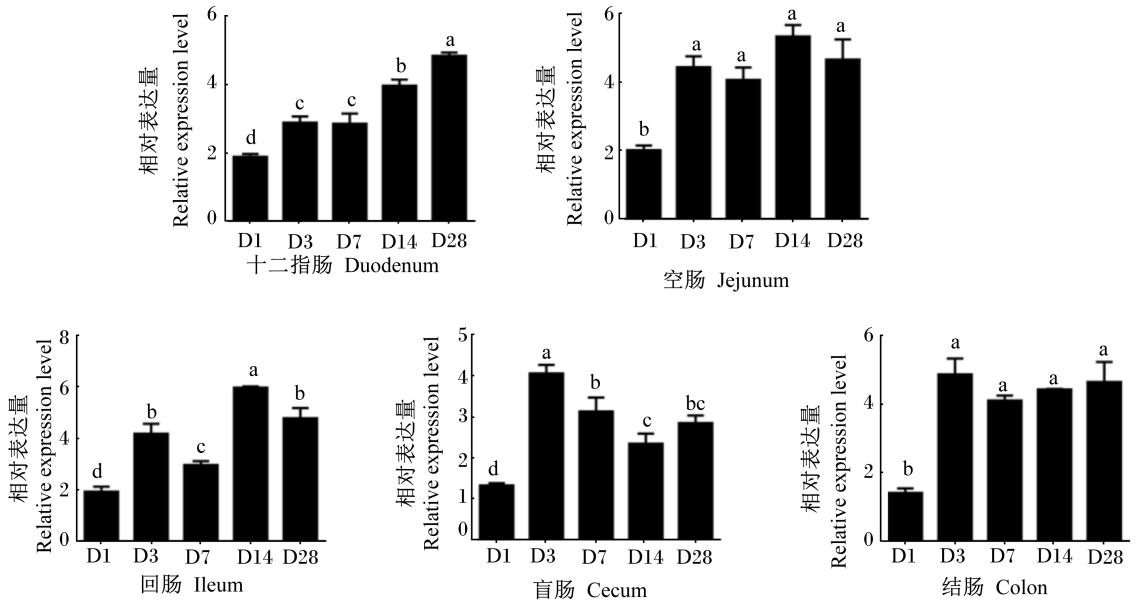 相对表达量
Relative expression level
6
4
2
0
d
c
c
b
a
D1 D3 D7 D14 D28
十二指肠 Duodenum
相对表达量
Relative expression level
6
4
2
0
b
a
a
a
a
D1 D3 D7 D14 D28
空肠 Jejunum
相对表达量
Relative expression level
8
6
4
2
0
d
b
c
a
b
D1 D3 D7 D14 D28
回肠 Ileum
相对表达量
Relative expression level
5
4
3
2
1
0
d
a
b
c
bc
D1 D3 D7 D14 D28
盲肠 Cecum
相对表达量
Relative expression level
6
4
2
0
b
a
a
a
a
D1 D3 D7 D14 D28
结肠 Colon